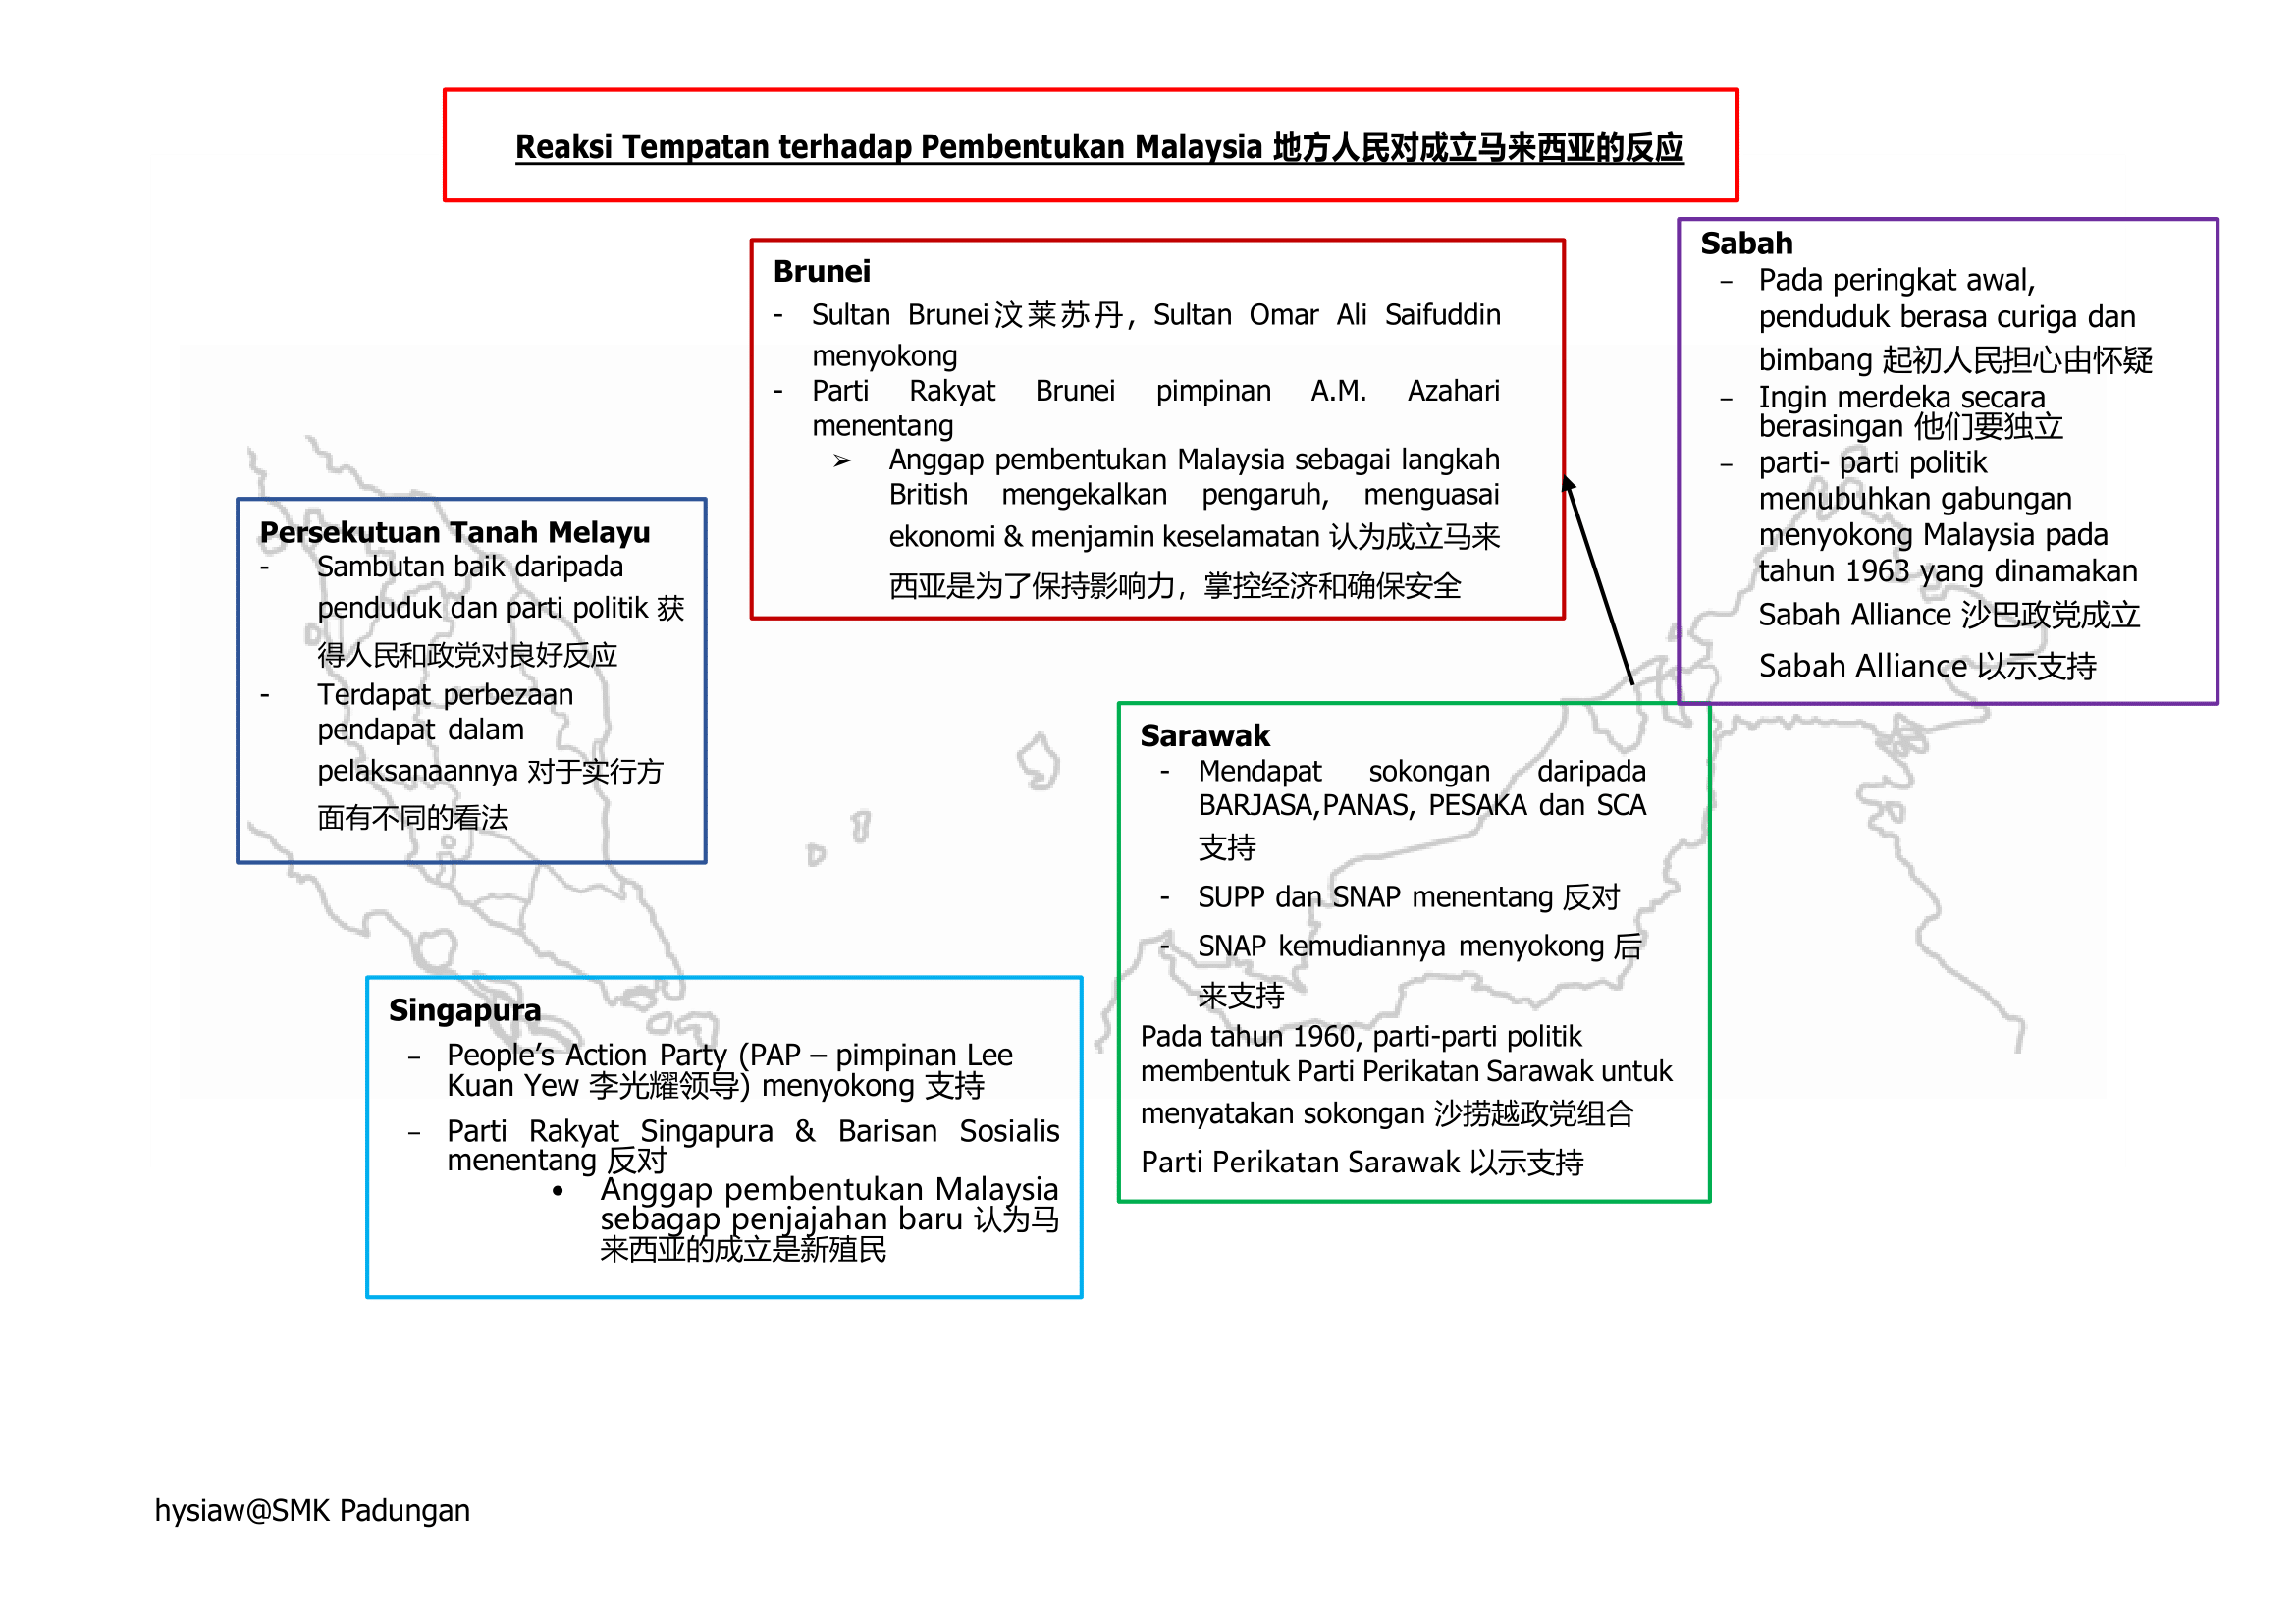 Reaksi Tempatan terhadap Pembentukan Malaysia 地方人民对成立马来西亚的反应
Brunei
- Sultan Brunei 汶莱苏丹, Sultan Omar Ali Saifuddin
menyokong
- Parti Rakyat Brunei pimpinan A.M. Azahari
menentang
➢ Anggap pembentukan Malaysia sebagai langkah
British mengekalkan pengaruh, menguasai
ekonomi & menjamin keselamatan 认为成立马来
西亚是为了保持影响力，掌控经济和确保安全
Sabah
- Pada peringkat awal,
penduduk berasa curiga dan
bimbang 起初人民担心由怀疑
- Ingin merdeka secara
berasingan 他们要独立
- parti- parti politik
menubuhkan gabungan
menyokong Malaysia pada
tahun 1963 yang dinamakan
Sabah Alliance 沙巴政党成立
Sabah Alliance 以示支持
Persekutuan Tanah Melayu
- Sambutan baik daripada
penduduk dan parti politik 获
得人民和政党对良好反应
- Terdapat perbezaan
pendapat dalam
pelaksanaannya 对于实行方
面有不同的看法
Sarawak
- Mendapat sokongan daripada
BARJASA,PANAS, PESAKA dan SCA
支持
- SUPP dan SNAP menentang 反对
- SNAP kemudiannya menyokong 后
来支持
Pada tahun 1960, parti-parti politik
membentuk Parti Perikatan Sarawak untuk
menyatakan sokongan 沙捞越政党组合
Parti Perikatan Sarawak 以示支持
Singapura
- People’s Action Party (PAP – pimpinan Lee
Kuan Yew 李光耀领导) menyokong 支持
- Parti Rakyat Singapura & Barisan Sosialis
menentang 反对
• Anggap pembentukan Malaysia
sebagap penjajahan baru 认为马
来西亚的成立是新殖民
hysiaw@SMK Padungan